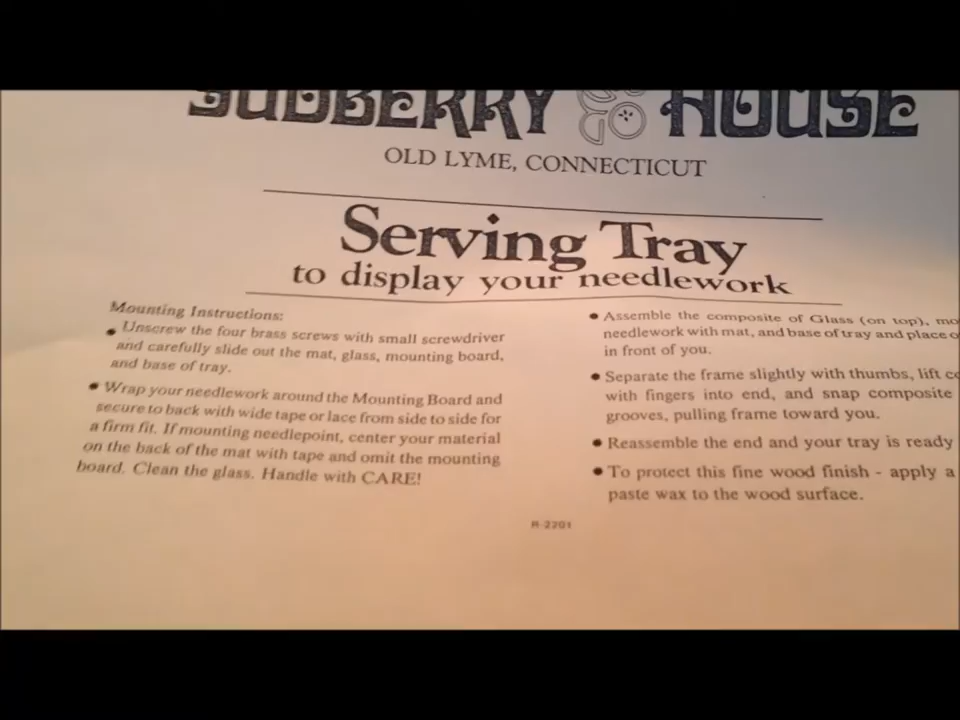 SUDBERRY HOUSE
OLD LYME, CONNECTICUT
Serving Tray
to display your needlework
Mounting Instructions:
• Unscrew the four brass screws with small screwdriver
and carefully slide out the mat, glass, mounting board,
and base of tray.
• Wrap your needlework around the Mounting Board and
secure to back with wide tape or lace from side to side for
a firm fit. If mounting needlepoint, center your material
on the back of the mat with tape and omit the mounting
board. Clean the glass. Handle with CARE!
• Assemble the composite of Glass (on top),
needlework with mat, and base of tray and place
in front of you.
• Separate the frame slightly with thumbs, lift
with fingers into end, and snap composite
grooves, pulling frame toward you.
• Reassemble the end and your tray is ready
• To protect this fine wood finish - apply a
paste wax to the wood surface.
R-2201